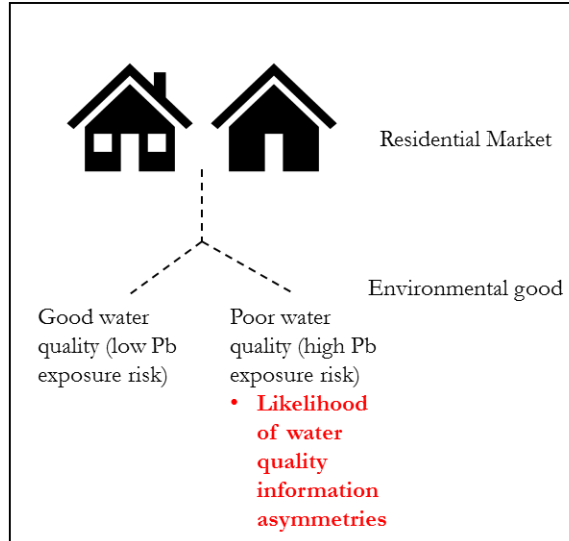 Residential Market
Environmental good
Good water
quality (low Pb
exposure risk)
Poor water
quality (high Pb
exposure risk)
• Likelihood
of water
quality
information
asymmetries